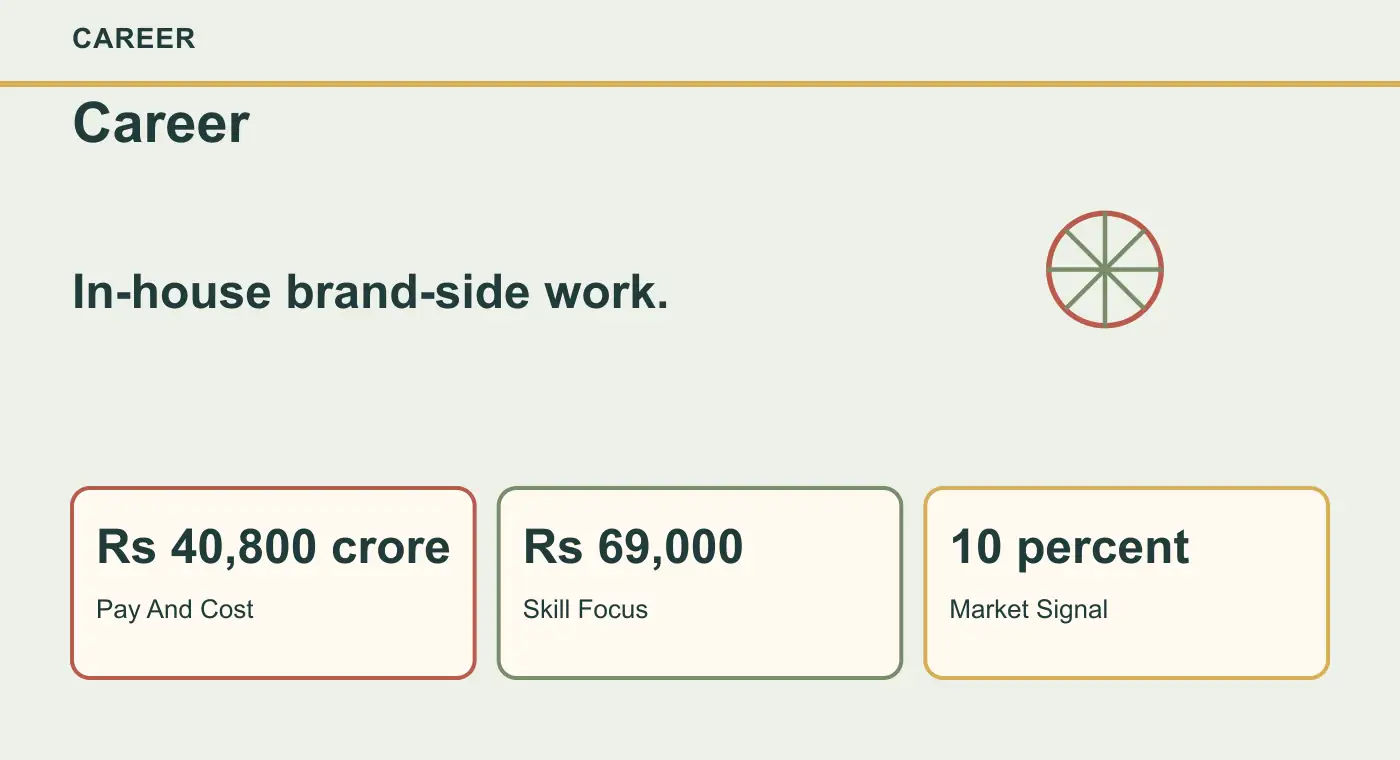 CAREER
Career
In-house brand-side work.
Rs 40,800 crore
Pay And Cost
Rs 69,000
Skill Focus
10 percent
Market Signal